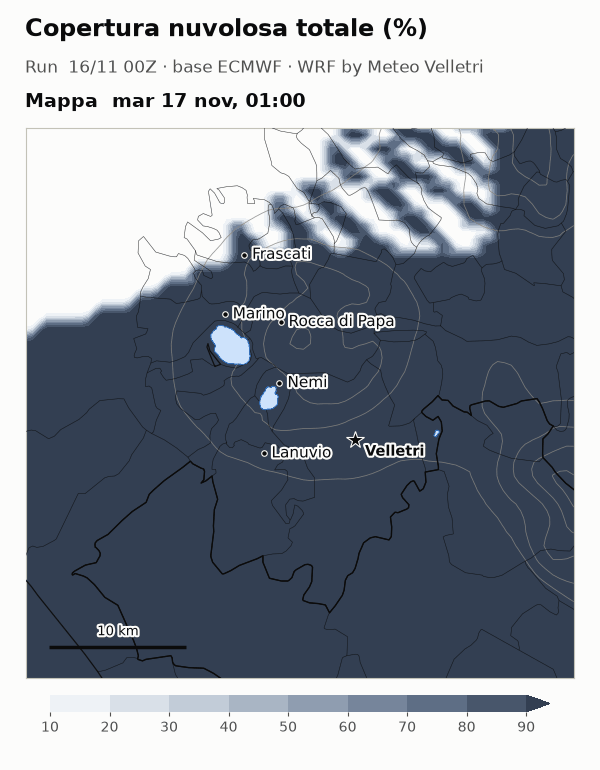 Copertura nuvolosa totale (%)
Run 16/11 00Z · base ECMWF · WRF by Meteo Velletri
Mappa mar 17 nov, 01:00
Frascati
Marino
Rocca di Papa
Nemi
Velletri
Lanuvio
10 km
10 20 30 40 50 60 70 80 90